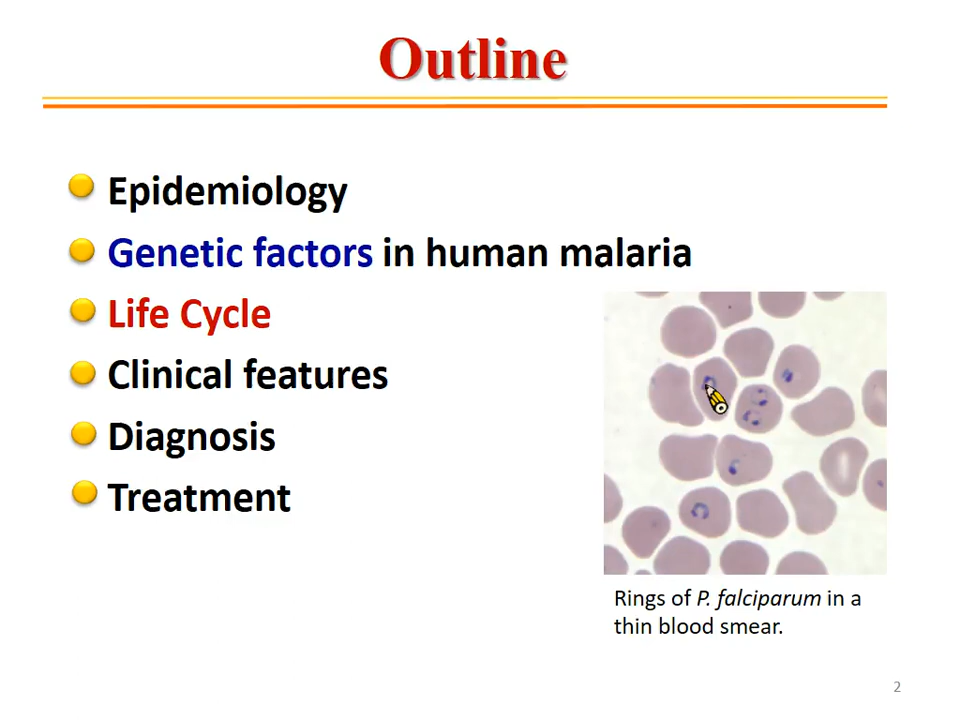 Outline
Epidemiology
Genetic factors in human malaria
Life Cycle
Clinical features
Diagnosis
Treatment
Rings of P. falciparum in a
thin blood smear.
2